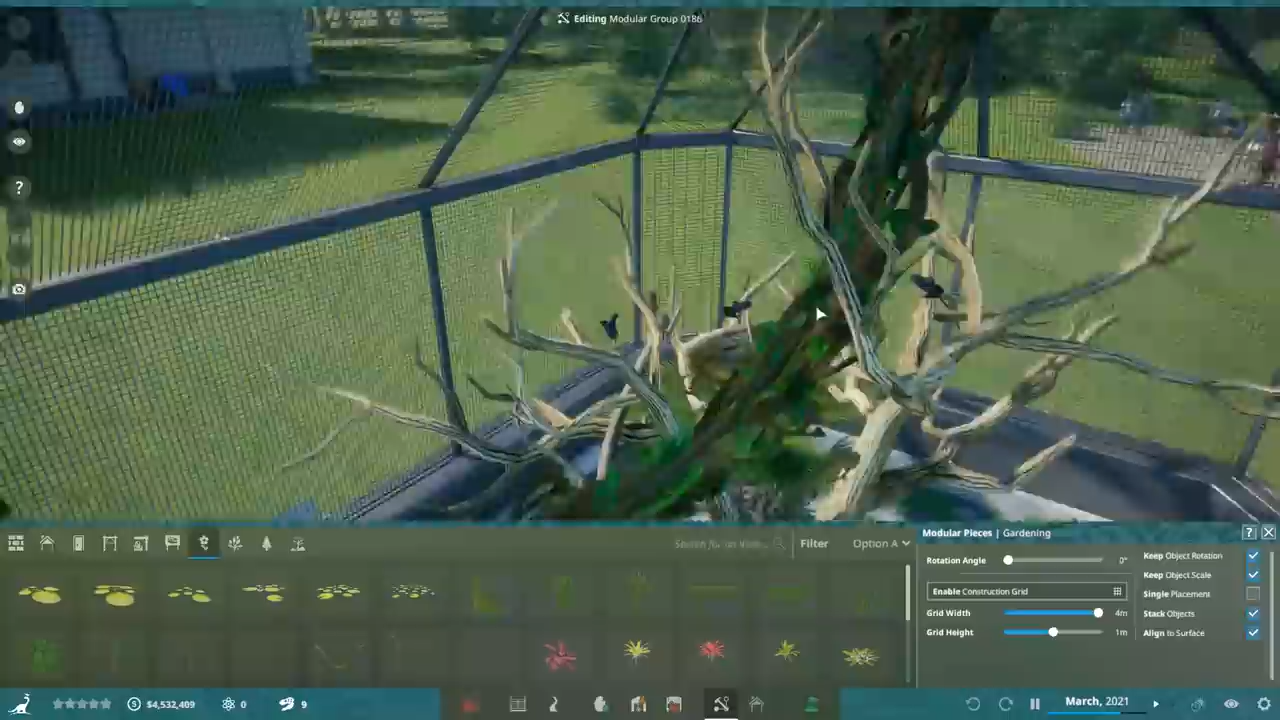 Editing Modular Group 0186
?
Filter
Option A
Modular Pieces | Gardening
?
Rotation Angle
0°
Enable Construction Grid
Grid Width
4m
Grid Height
1m
Keep Object Rotation
Keep Object Scale
Single Placement
Stack Objects
Align to Surface
$4,532,409
0
9
March, 2021